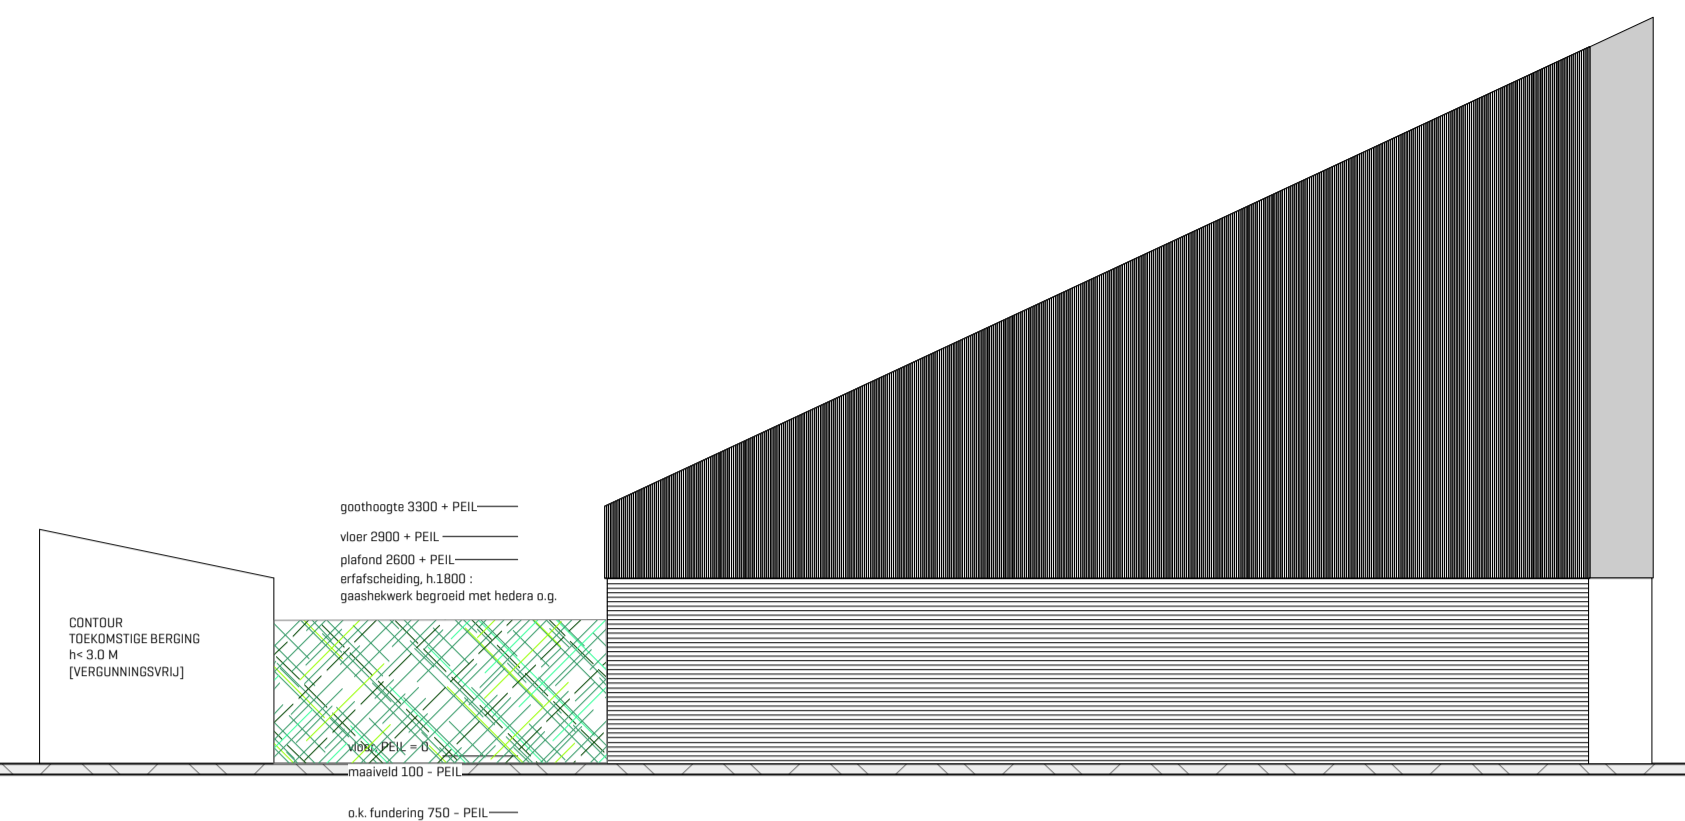 goothoogte 3300 + PEIL
vloer 2900 + PEIL
plafond 2600 + PEIL
erfafscheiding, h.1800 :
gaashekwerk begroeid met hedera o.g.
CONTOUR
TOEKOMSTIGE BERGING
h< 3.0 M
[VERGUNNINGSVRIJ]
vloer PEIL = 0
maaiveld 100 - PEIL
o.k. fundering 750 - PEIL